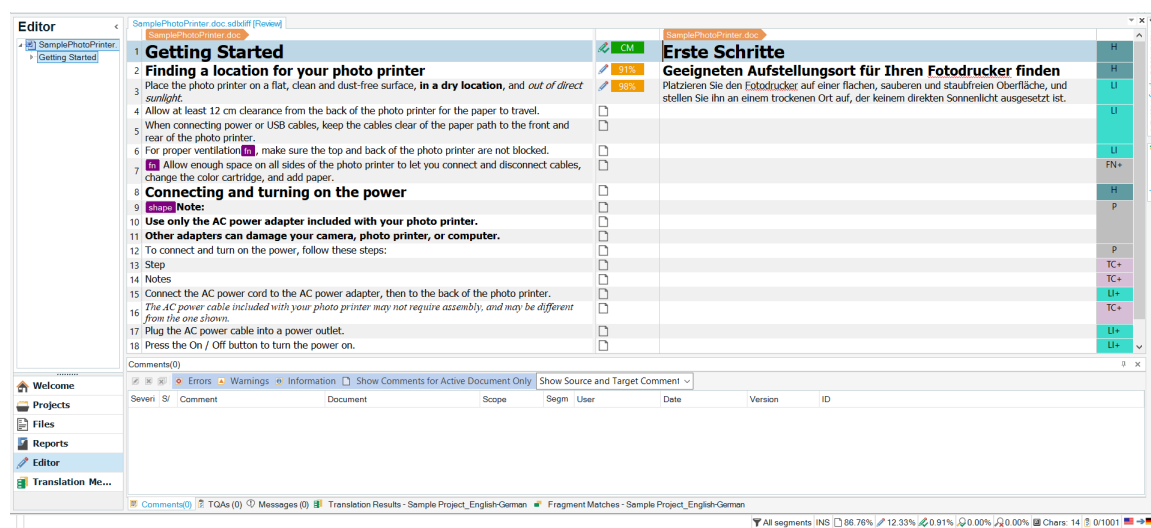 Editor
SamplePhotoPrinter.
Getting Started
Welcome
Projects
Files
Reports
Editor
Translation Me...
SamplePhotoPrinter.doc.sdlxliff [Review]
SamplePhotoPrinter.doc SamplePhotoPrinter.doc
1 Getting Started CM Erste Schritte H
2 Finding a location for your photo printer 91% Geeigneten Aufstellungsort für Ihren Fotodrucker finden H
3 Place the photo printer on a flat, clean and dust-free surface, in a dry location, and out of direct
sunlight. 98% Platzieren Sie den Fotodrucker auf einer flachen, sauberen und staubfreien Oberfläche, und
stellen Sie ihn an einem trockenen Ort auf, der keinem direkten Sonnenlicht ausgesetzt ist. LI
4 Allow at least 12 cm clearance from the back of the photo printer for the paper to travel. LI
5 When connecting power or USB cables, keep the cables clear of the paper path to the front and
rear of the photo printer.
6 For proper ventilation fn , make sure the top and back of the photo printer are not blocked. LI
7 fn Allow enough space on all sides of the photo printer to let you connect and disconnect cables,
change the color cartridge, and add paper. FN+
8 Connecting and turning on the power H
9 shape Note: P
10 Use only the AC power adapter included with your photo printer.
11 Other adapters can damage your camera, photo printer, or computer.
12 To connect and turn on the power, follow these steps: P
13 Step TC+
14 Notes TC+
15 Connect the AC power cord to the AC power adapter, then to the back of the photo printer. LI+
16 The AC power cable included with your photo printer may not require assembly, and may be different
from the one shown. TC+
17 Plug the AC power cable into a power outlet. LI+
18 Press the On / Off button to turn the power on. LI+
Comments(0)
Errors Warnings Information Show Comments for Active Document Only Show Source and Target Comment
Severi S/ Comment Document Scope Segm User Date Version ID
Comments(0) TQAs (0) Messages (0) Translation Results - Sample Project_English-German Fragment Matches - Sample Project_English-German
All segments INS 86.76% 12.33% 0.91% 0.00% 0.00% Chars: 14 0/1001